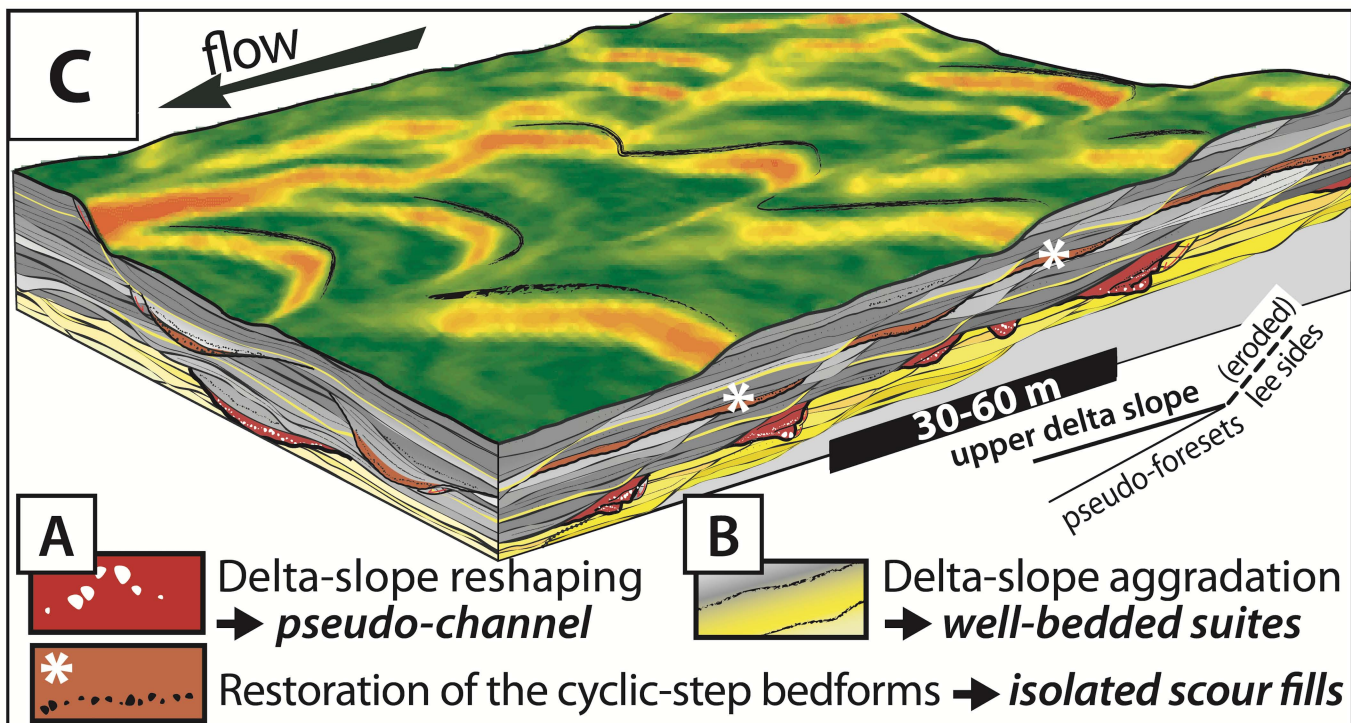 C
flow
*
*
30-60 m
upper delta slope
(eroded)
lee sides
pseudo-foresets
A
Delta-slope reshaping
➔ pseudo-channel
B
Delta-slope aggradation
➔ well-bedded suites
*
Restoration of the cyclic-step bedforms ➔ isolated scour fills